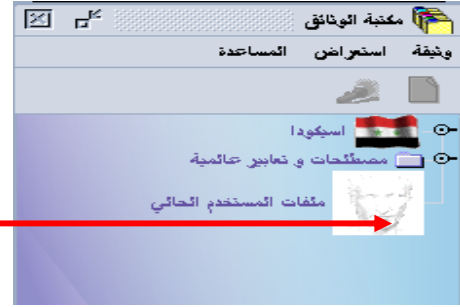 مكتبة الوثائق
وثيقة استعراض المساعدة
اسيكودا
مصطلحات و تعابير عالمية
ملفات المستخدم الحالي